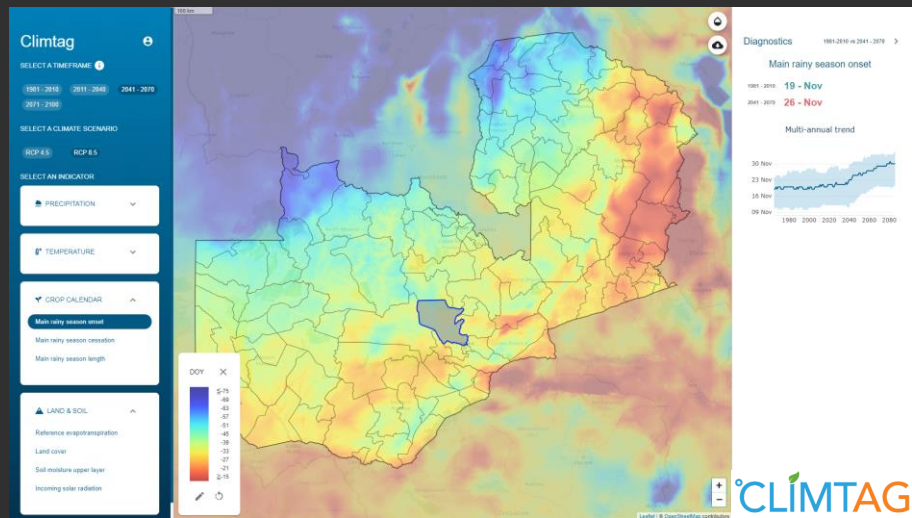 100 km
Climtag
SELECT A TIMEFRAME i
1981 - 2010 2011 - 2040 2041 - 2070
2071 - 2100
SELECT A CLIMATE SCENARIO
RCP 4.5 RCP 8.5
SELECT AN INDICATOR
PRECIPITATION
TEMPERATURE
CROP CALENDAR
Main rainy season onset
Main rainy season cessation
Main rainy season length
LAND & SOIL
Reference evapotranspiration
Land cover
Soil moisture upper layer
Incoming solar radiation
DOY
≤-75
-69
-63
-57
-51
-45
-39
-33
-27
-21
≥-15
+
−
Leaflet | © OpenStreetMap contributors
Diagnostics 1981-2010 vs 2041 - 2070
Main rainy season onset
1981 - 2010 19 - Nov
2041 - 2070 26 - Nov
Multi-annual trend
30 Nov
23 Nov
16 Nov
09 Nov
1980 2000 2020 2040 2060 2080
°CLIMTAG